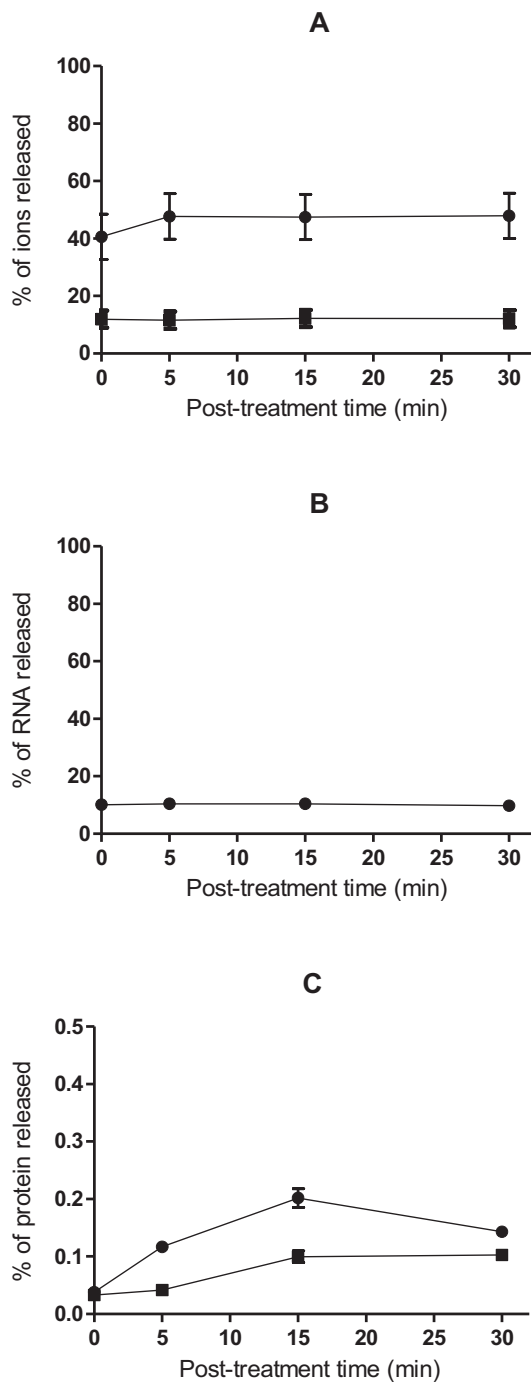 A
% of ions released
100
80
60
40
20
0
0 5 10 15 20 25 30
Post-treatment time (min)
B
% of RNA released
100
80
60
40
20
0
0 5 10 15 20 25 30
Post-treatment time (min)
C
% of protein released
0.5
0.4
0.3
0.2
0.1
0.0
0 5 10 15 20 25 30
Post-treatment time (min)